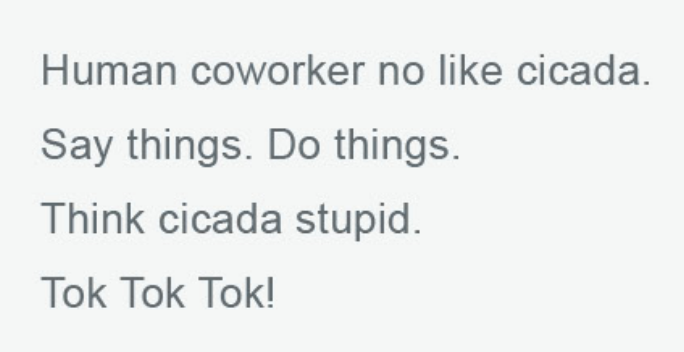 Human coworker no like cicada.
Say things. Do things.
Think cicada stupid.
Tok Tok Tok!